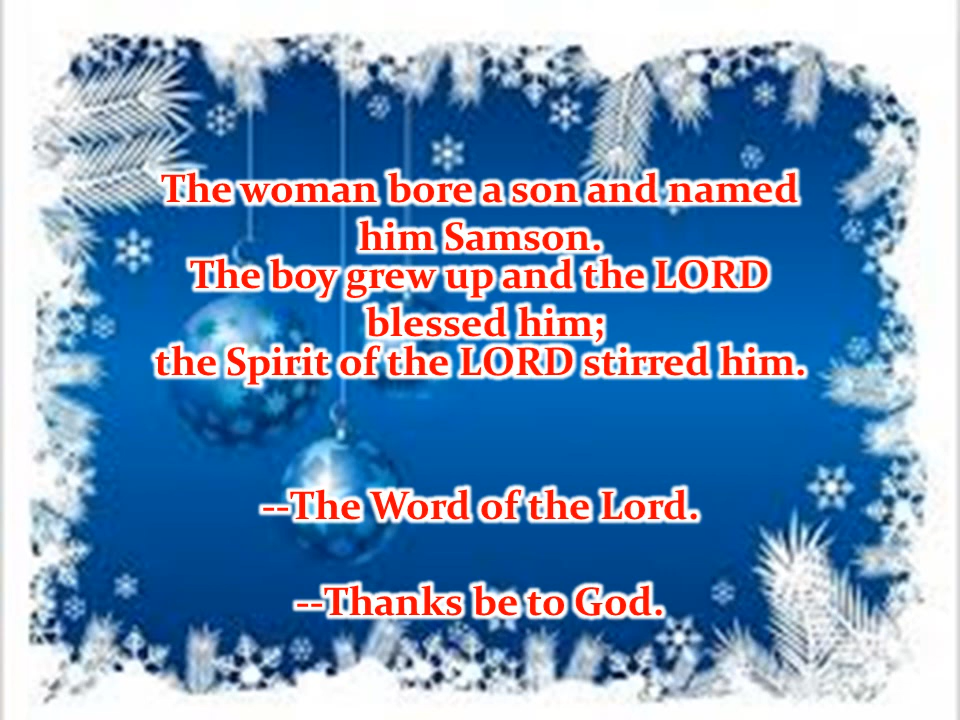 The woman bore a son and named
him Samson.
The boy grew up and the LORD
blessed him;
the Spirit of the LORD stirred him.
--The Word of the Lord.
--Thanks be to God.